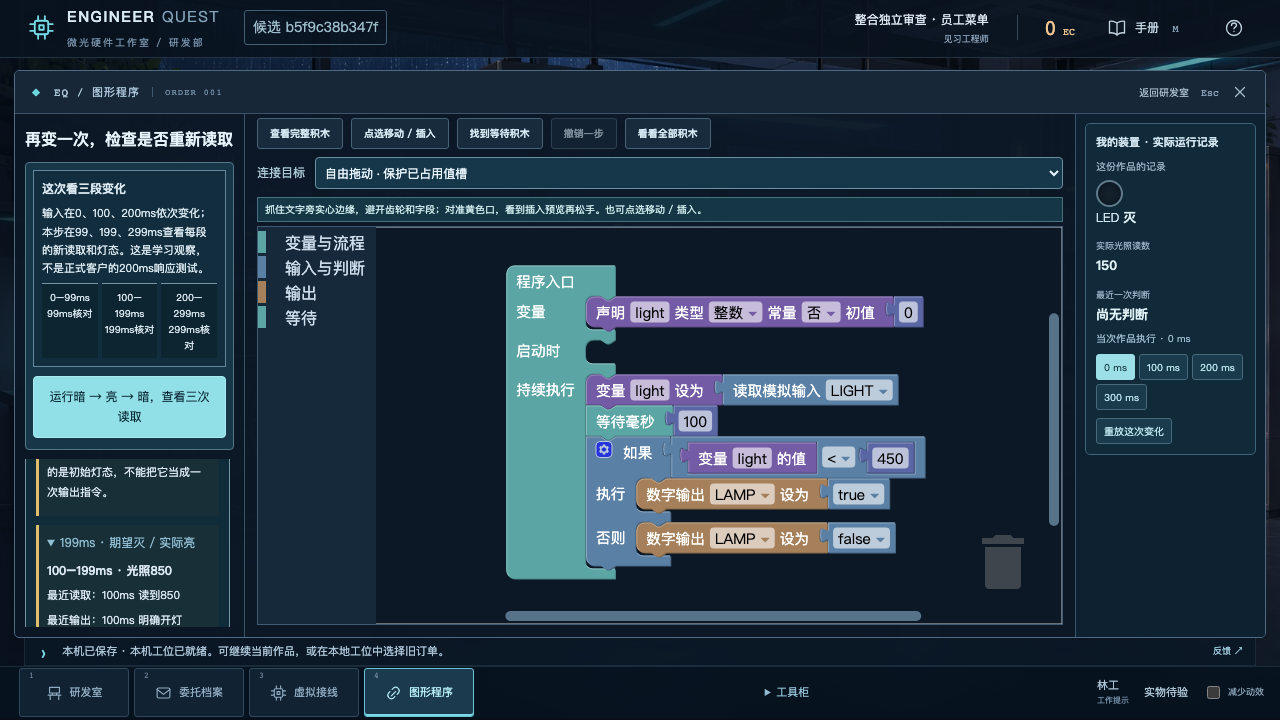 ENGINEER QUEST
微光硬件工作室 / 研发部
候选 b5f9c38b347f
整合独立审查 · 员工菜单
见习工程师
0 EC
手册 M
EQ / 图形程序
ORDER 001
返回研发室 Esc
再变一次，检查是否重新读取
这次看三段变化
输入在0、100、200ms依次变化；
本步在99、199、299ms查看每段
的新读取和灯态。这是学习观察，
不是正式客户的200ms响应测试。
0—99ms
99ms核对
100—
199ms
199ms核对
200—
299ms
299ms核
对
运行暗 → 亮 → 暗，查看三次
读取
的是初始灯态，不能把它当成一
次输出指令。
▼ 199ms · 期望灭 / 实际亮
100—199ms · 光照850
最近读取：100ms 读到850
最近输出：100ms 明确开灯
查看完整积木
点选移动 / 插入
找到等待积木
撤销一步
看看全部积木
连接目标
自由拖动 · 保护已占用值槽
抓住文字旁实心边缘，避开齿轮和字段；对准黄色口，看到插入预览再松手。也可点选移动 / 插入。
变量与流程
输入与判断
输出
等待
程序入口
变量 声明 light 类型 整数 常量 否 初值 0
启动时
持续执行 变量 light 设为 读取模拟输入 LIGHT
等待毫秒 100
如果 变量 light 的值 < 450
执行 数字输出 LAMP 设为 true
否则 数字输出 LAMP 设为 false
我的装置 · 实际运行记录
这份作品的记录
LED 灭
实际光照读数
150
最近一次判断
尚无判断
当次作品执行 · 0 ms
0 ms
100 ms
200 ms
300 ms
重放这次变化
本机已保存 · 本机工位已就绪。可继续当前作品，或在本地工位中选择旧订单。
反馈 ↗
1 研发室
2 委托档案
3 虚拟接线
4 图形程序
▶ 工具柜
林工
工作提示
实物待验
减少动效